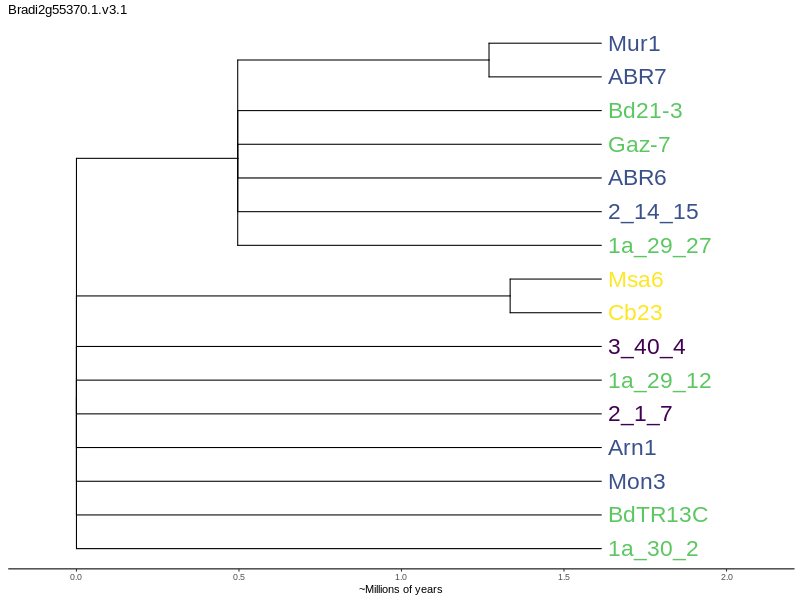 Bradi2g55370.1.v3.1
Mur1
ABR7
Bd21-3
Gaz-7
ABR6
2_14_15
1a_29_27
Msa6
Cb23
3_40_4
1a_29_12
2_1_7
Arn1
Mon3
BdTR13C
1a_30_2
0.0 0.5 1.0 1.5 2.0
~Millions of years